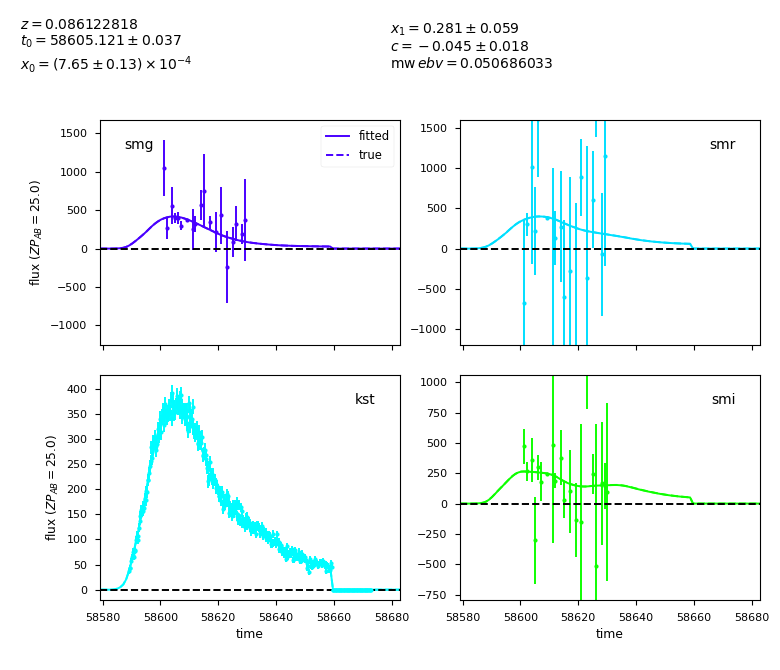 z = 0.086122818
t₀ = 58605.121 ± 0.037
x₀ = (7.65 ± 0.13) × 10⁻⁴
x₁ = 0.281 ± 0.059
c = −0.045 ± 0.018
mw ebv = 0.050686033
smg
fitted
true
1500
1000
500
0
−500
−1000
flux (ZP_AB = 25.0)
smr
1500
1000
500
0
−500
−1000
kst
400
350
300
250
200
150
100
50
0
flux (ZP_AB = 25.0)
58580 58600 58620 58640 58660 58680
time
smi
1000
750
500
250
0
−250
−500
−750
58580 58600 58620 58640 58660 58680
time